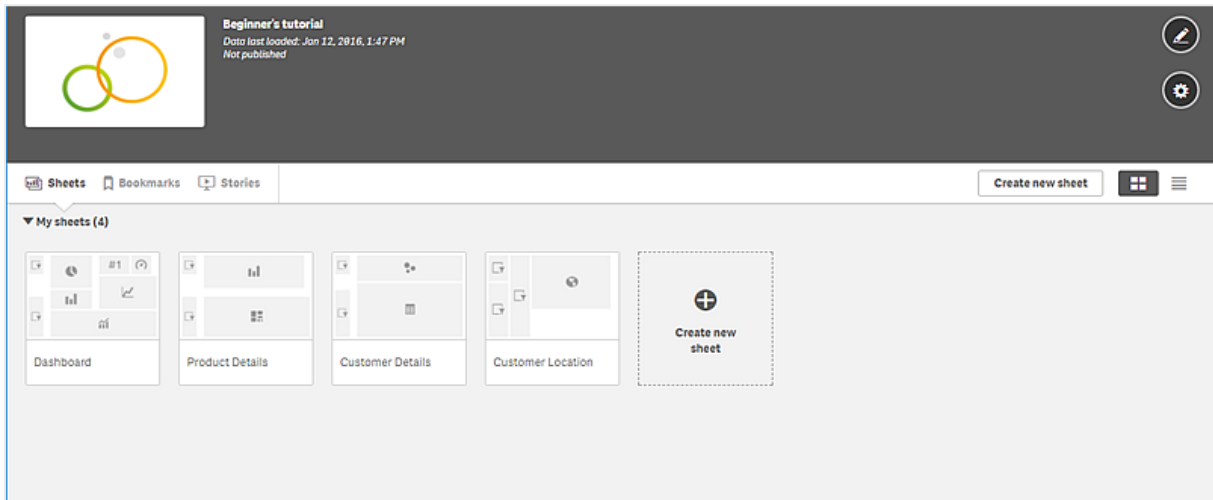 Beginner's tutorial
Data last loaded: Jan 12, 2016, 1:47 PM
Not published
Sheets Bookmarks Stories Create new sheet
My sheets (4)
#1
Dashboard Product Details Customer Details Customer Location Create new
sheet